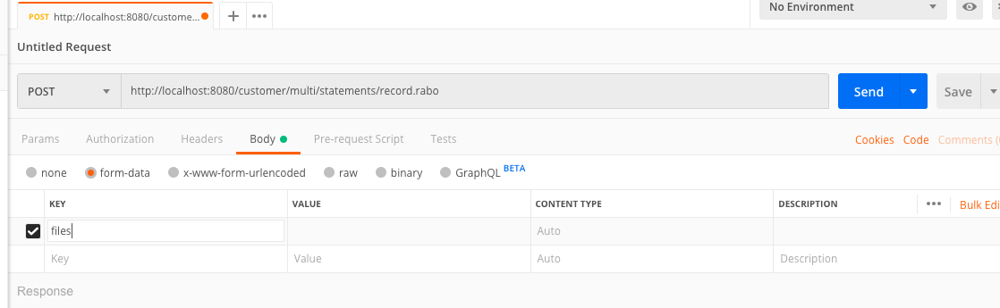 POST http://localhost:8080/custome... + ••• No Environment
Untitled Request
POST http://localhost:8080/customer/multi/statements/record.rabo Send Save
Params Authorization Headers Body Pre-request Script Tests Cookies Code Comments (
none form-data x-www-form-urlencoded raw binary GraphQL BETA
KEY VALUE CONTENT TYPE DESCRIPTION ••• Bulk Edi
files Auto
Key Value Auto Description
Response